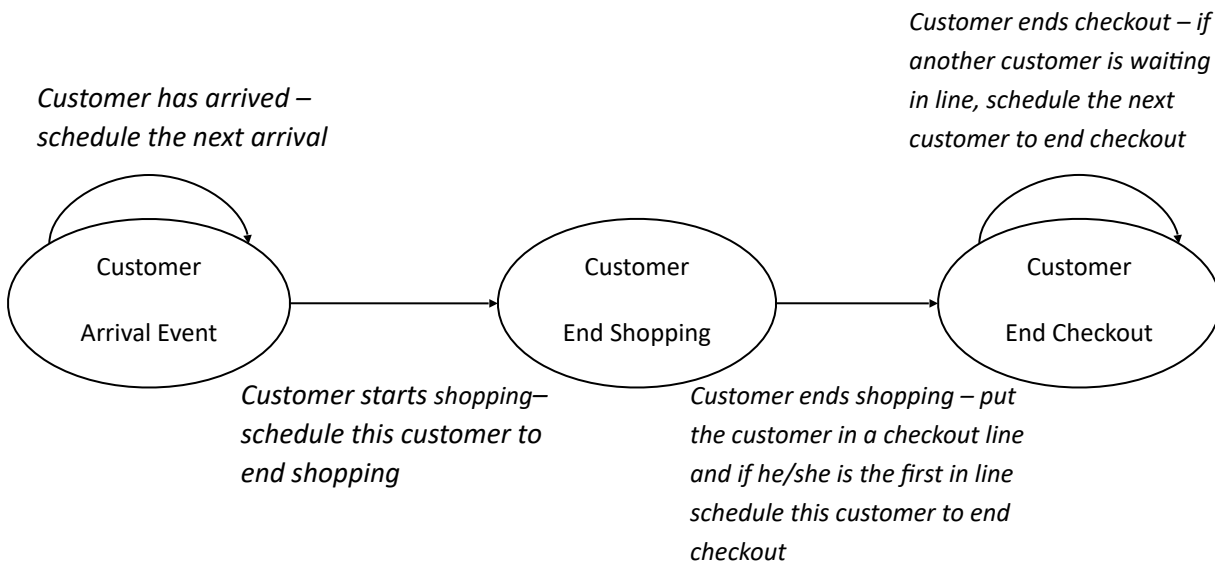 Customer ends checkout – if
another customer is waiting
in line, schedule the next
customer to end checkout
Customer has arrived –
schedule the next arrival
Customer
Arrival Event
Customer
End Shopping
Customer
End Checkout
Customer starts shopping–
schedule this customer to
end shopping
Customer ends shopping – put
the customer in a checkout line
and if he/she is the first in line
schedule this customer to end
checkout